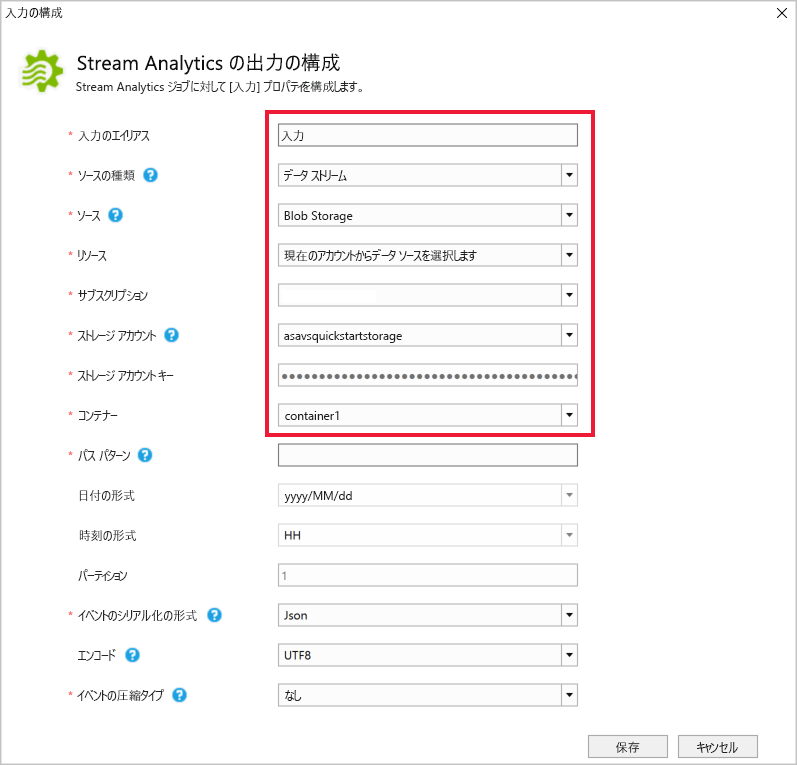 入力の構成
Stream Analytics の出力の構成
Stream Analytics ジョブに対して [入力] プロパティを構成します。
* 入力のエイリアス 入力
* ソースの種類 ? データ ストリーム
* ソース ? Blob Storage
* リソース 現在のアカウントからデータ ソースを選択します
* サブスクリプション
* ストレージ アカウント ? asavsquickstartstorage
* ストレージ アカウント キー ●●●●●●●●●●●●●●●●●●●●●●●●●●●●●●●●●●●●●●●●
* コンテナー container1
* パス パターン ?
日付の形式 yyyy/MM/dd
時刻の形式 HH
パーティション 1
* イベントのシリアル化の形式 ? Json
エンコード ? UTF8
* イベントの圧縮タイプ ? なし
保存 キャンセル